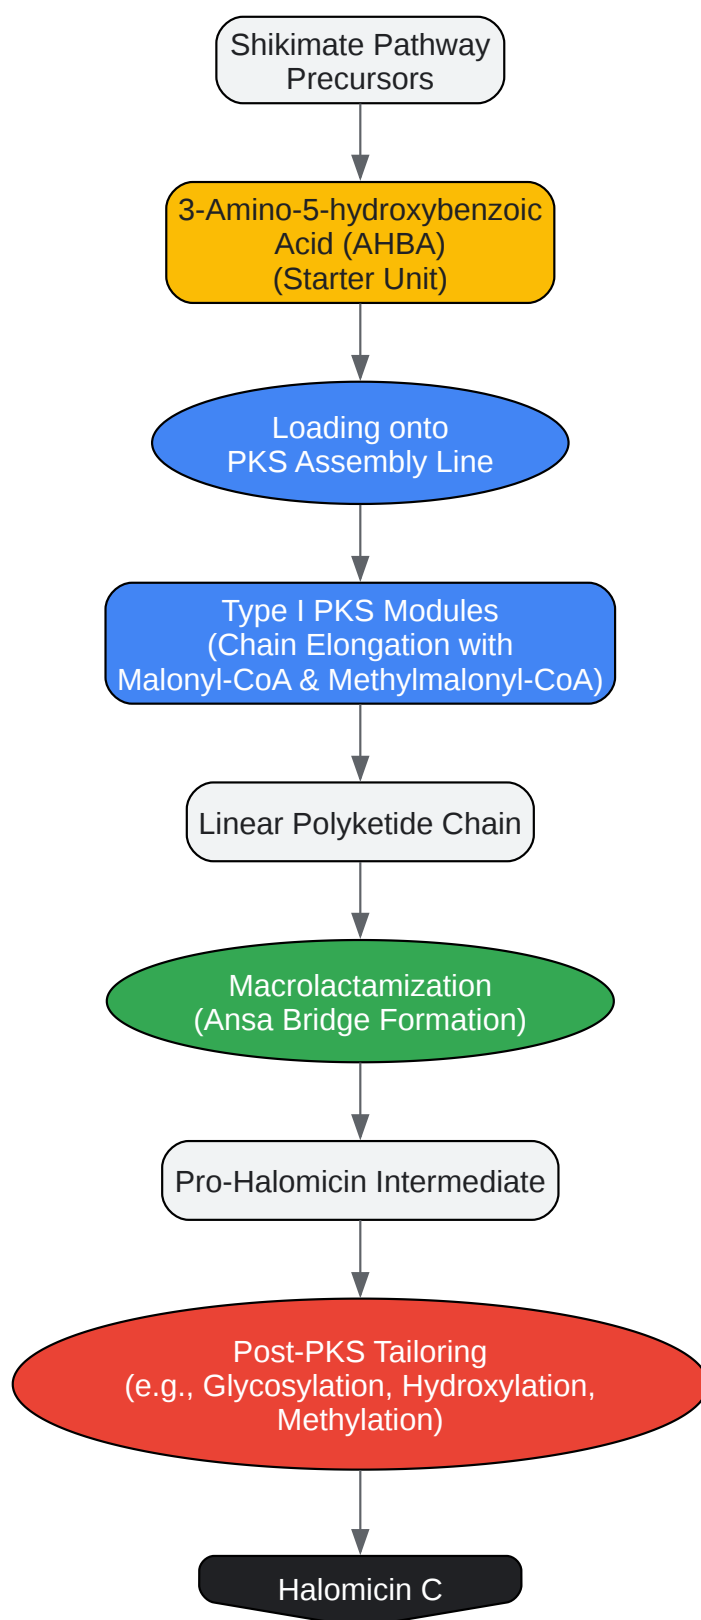 Shikimate Pathway
Precursors
3-Amino-5-hydroxybenzoic
Acid (AHBA)
(Starter Unit)
Loading onto
PKS Assembly Line
Type I PKS Modules
(Chain Elongation with
Malonyl-CoA & Methylmalonyl-CoA)
Linear Polyketide Chain
Macrolactamization
(Ansa Bridge Formation)
Pro-Halomicin Intermediate
Post-PKS Tailoring
(e.g., Glycosylation, Hydroxylation,
Methylation)
Halomicin C